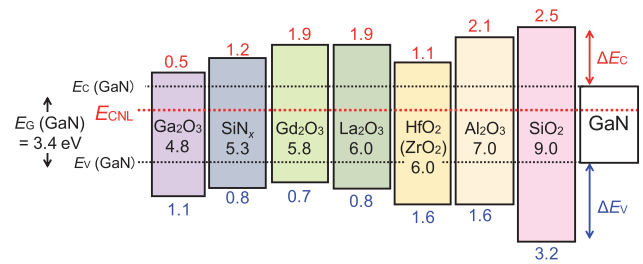 2.5
2.1
1.9
1.9
1.2
1.1
0.5
ΔEC
EC (GaN)
ECNL
EG (GaN)
= 3.4 eV
Ga2O3
4.8
SiNx
5.3
Gd2O3
5.8
La2O3
6.0
HfO2
(ZrO2)
6.0
Al2O3
7.0
SiO2
9.0
GaN
EV (GaN)
1.1
0.8
0.7
0.8
1.6
1.6
3.2
ΔEV